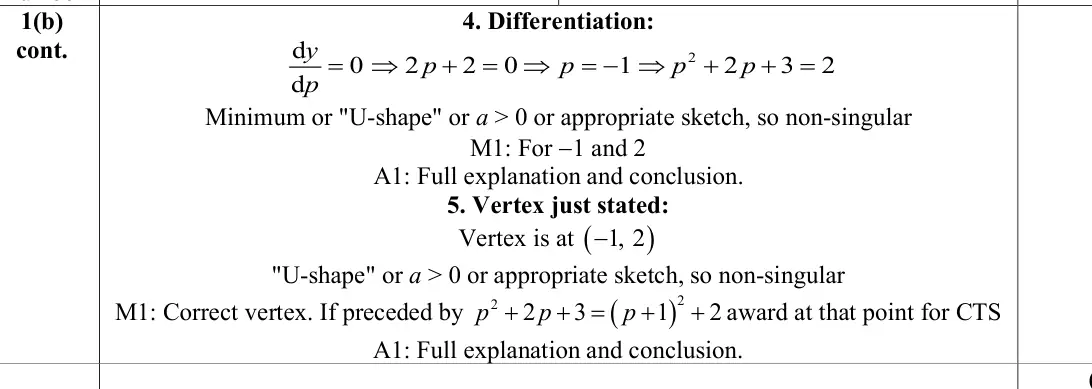 1(b)
cont.
4. Differentiation:
dy/dp = 0 ⇒ 2p + 2 = 0 ⇒ p = −1 ⇒ p² + 2p + 3 = 2
Minimum or "U-shape" or a > 0 or appropriate sketch, so non-singular
M1: For −1 and 2
A1: Full explanation and conclusion.
5. Vertex just stated:
Vertex is at (−1, 2)
"U-shape" or a > 0 or appropriate sketch, so non-singular
M1: Correct vertex. If preceded by p² + 2p + 3 = (p + 1)² + 2 award at that point for CTS
A1: Full explanation and conclusion.